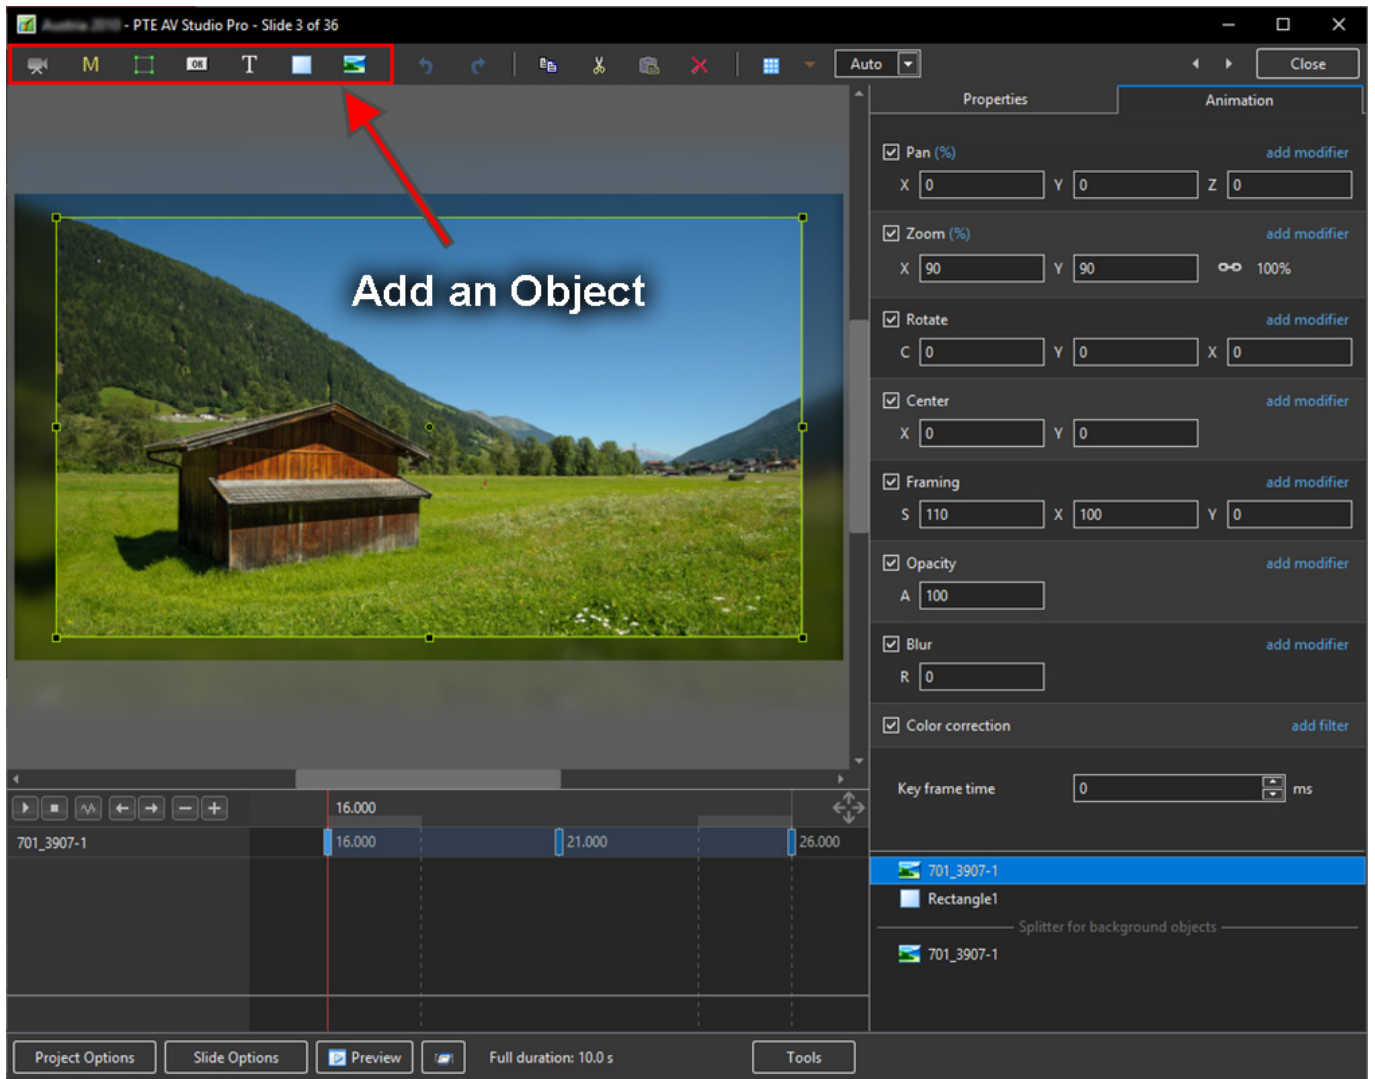 - PTE AV Studio Pro - Slide 3 of 36
M OK T Auto Close
Properties Animation
Add an Object
Pan (%) add modifier
X 0 Y 0 Z 0
Zoom (%) add modifier
X 90 Y 90 100%
Rotate add modifier
C 0 Y 0 X 0
Center add modifier
X 0 Y 0
Framing add modifier
S 110 X 100 Y 0
Opacity add modifier
A 100
Blur add modifier
R 0
Color correction add filter
Key frame time 0 ms
16.000
701_3907-1 16.000 21.000 26.000
701_3907-1
Rectangle1
Splitter for background objects
701_3907-1
Project Options Slide Options Preview Full duration: 10.0 s Tools